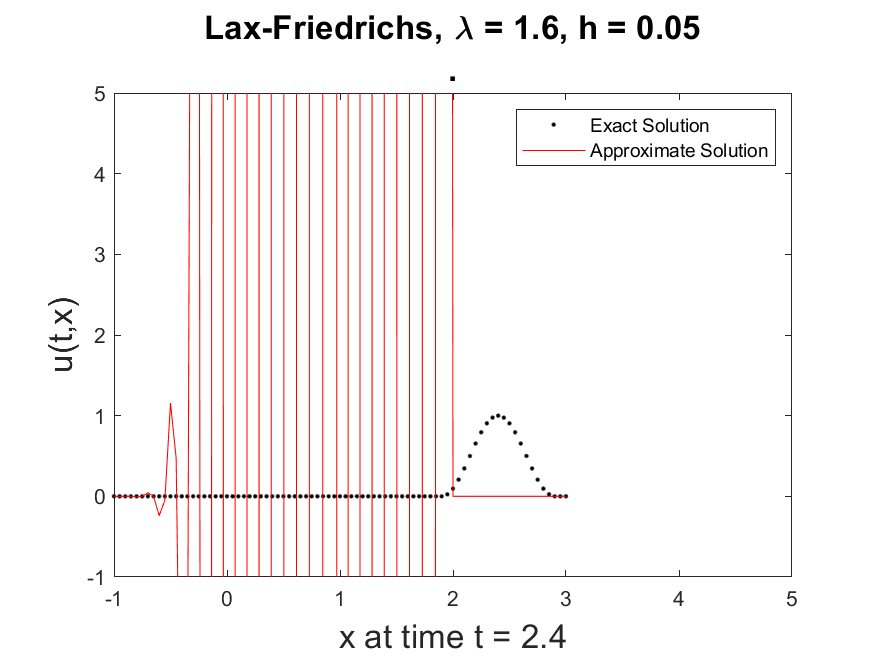 Lax-Friedrichs, λ = 1.6, h = 0.05
.
5
4
3
2
1
0
-1
u(t,x)
Exact Solution
Approximate Solution
-1 0 1 2 3 4 5
x at time t = 2.4